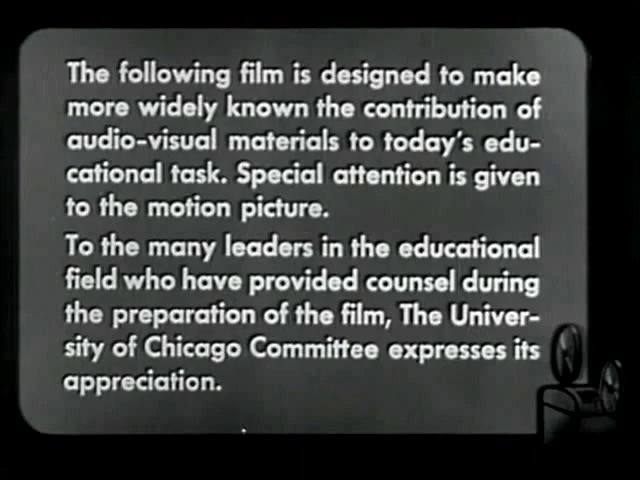 The following film is designed to make
more widely known the contribution of
audio-visual materials to today's edu-
cational task. Special attention is given
to the motion picture.
To the many leaders in the educational
field who have provided counsel during
the preparation of the film, The Univer-
sity of Chicago Committee expresses its
appreciation.